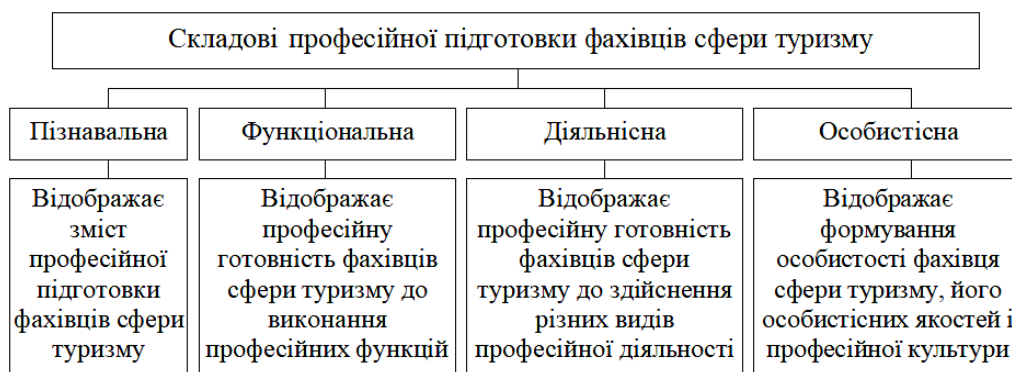 Складові професійної підготовки фахівців сфери туризму
Пізнавальна
Функціональна
Діяльнісна
Особистісна
Відображає
зміст
професійної
підготовки
фахівців сфери
туризму
Відображає
професійну
готовність фахівців
сфери туризму до
виконання
професійних функцій
Відображає
професійну готовність
фахівців сфери
туризму до здійснення
різних видів
професійної діяльності
Відображає
формування
особистості фахівця
сфери туризму, його
особистісних якостей і
професійної культури